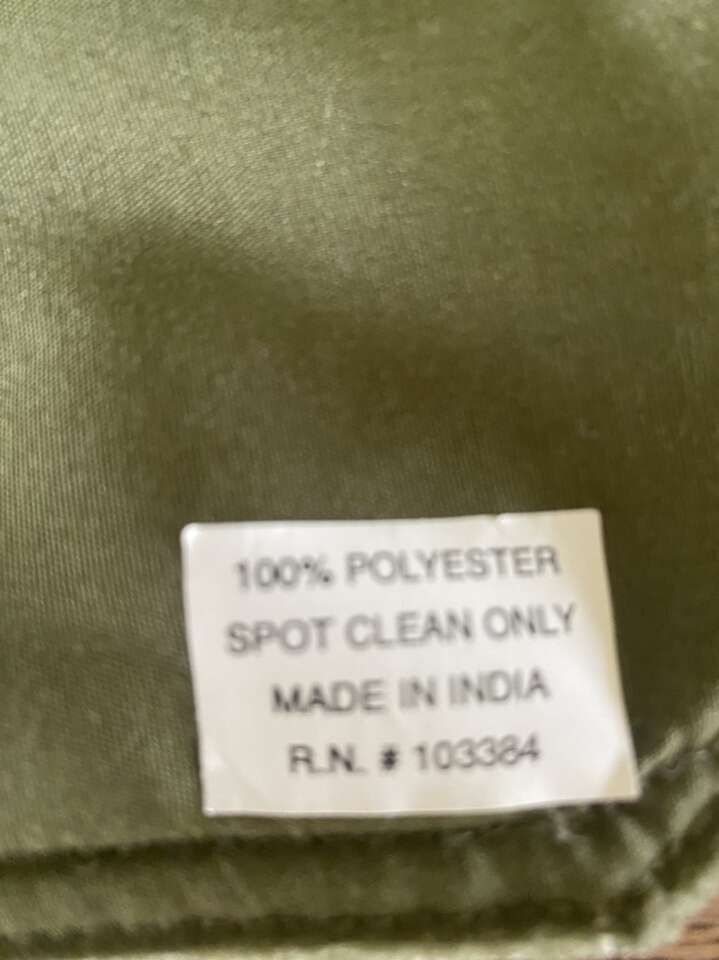 100% POLYESTER
SPOT CLEAN ONLY
MADE IN INDIA
R.N. # 103384